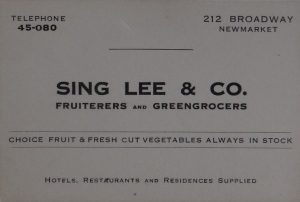 TELEPHONE
45-080
212 BROADWAY
NEWMARKET
SING LEE & CO.
FRUITERERS AND GREENGROCERS
CHOICE FRUIT & FRESH CUT VEGETABLES ALWAYS IN STOCK
HOTELS, RESTAURANTS AND RESIDENCES SUPPLIED